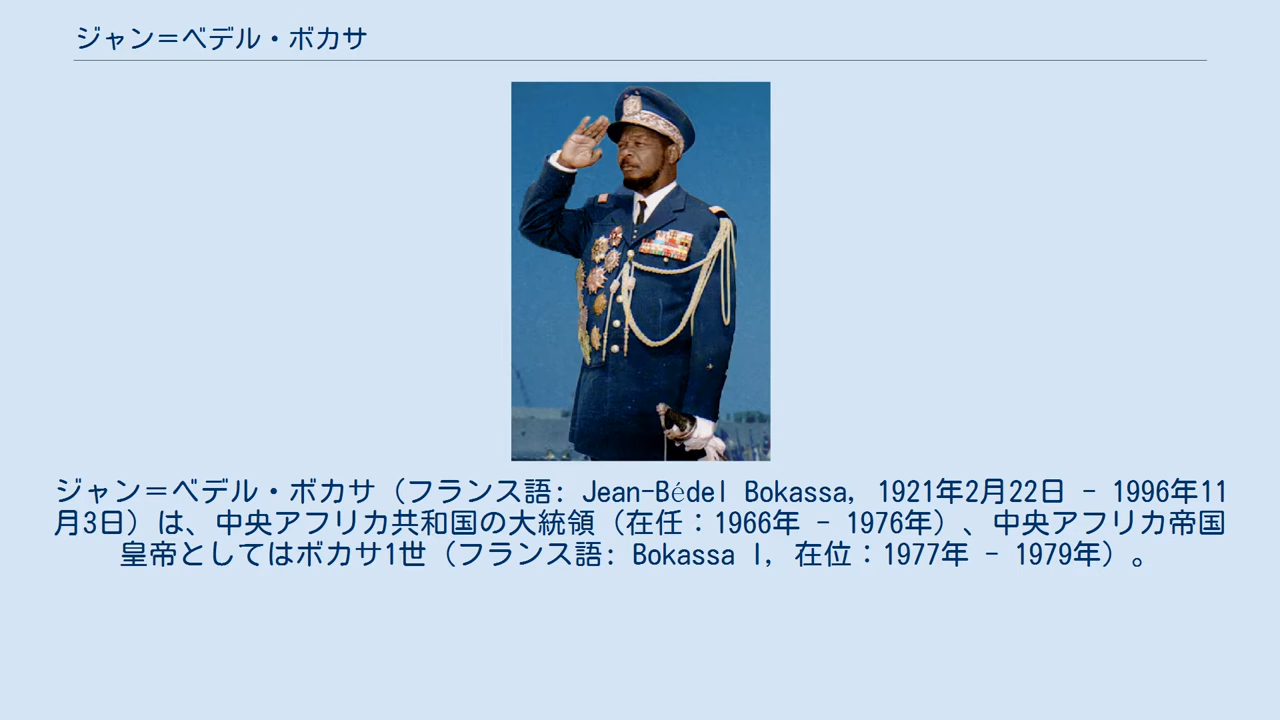 ジャン＝ベデル・ボカサ
ジャン＝ベデル・ボカサ（フランス語: Jean-Bédel Bokassa, 1921年2月22日 - 1996年11
月3日）は、中央アフリカ共和国の大統領（在任：1966年 - 1976年）、中央アフリカ帝国
皇帝としてはボカサ1世（フランス語: Bokassa I, 在位：1977年 - 1979年）。